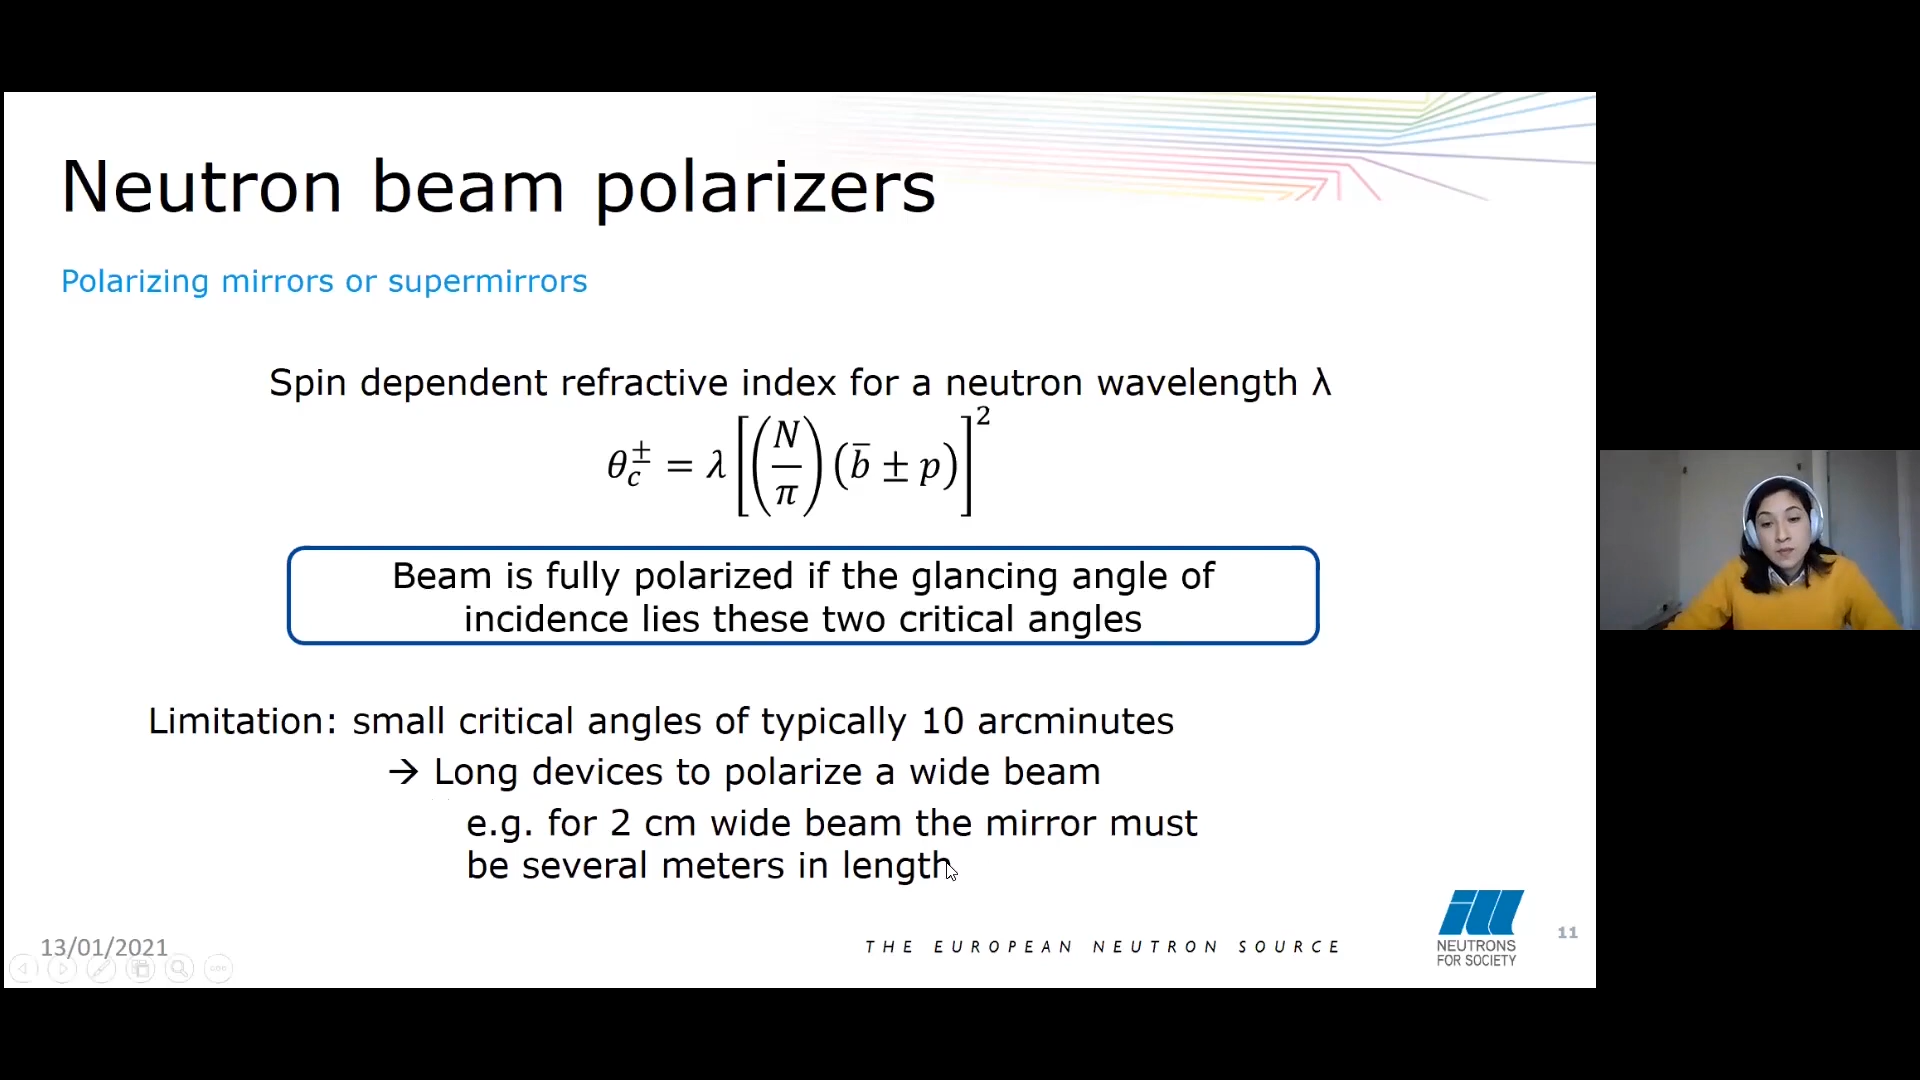 Neutron beam polarizers
Polarizing mirrors or supermirrors
Spin dependent refractive index for a neutron wavelength λ
θ_c^± = λ[(N/π)(b̄ ± p)]^2
Beam is fully polarized if the glancing angle of
incidence lies these two critical angles
Limitation: small critical angles of typically 10 arcminutes
→ Long devices to polarize a wide beam
e.g. for 2 cm wide beam the mirror must
be several meters in length
13/01/2021
THE EUROPEAN NEUTRON SOURCE
ill
NEUTRONS
FOR SOCIETY
11